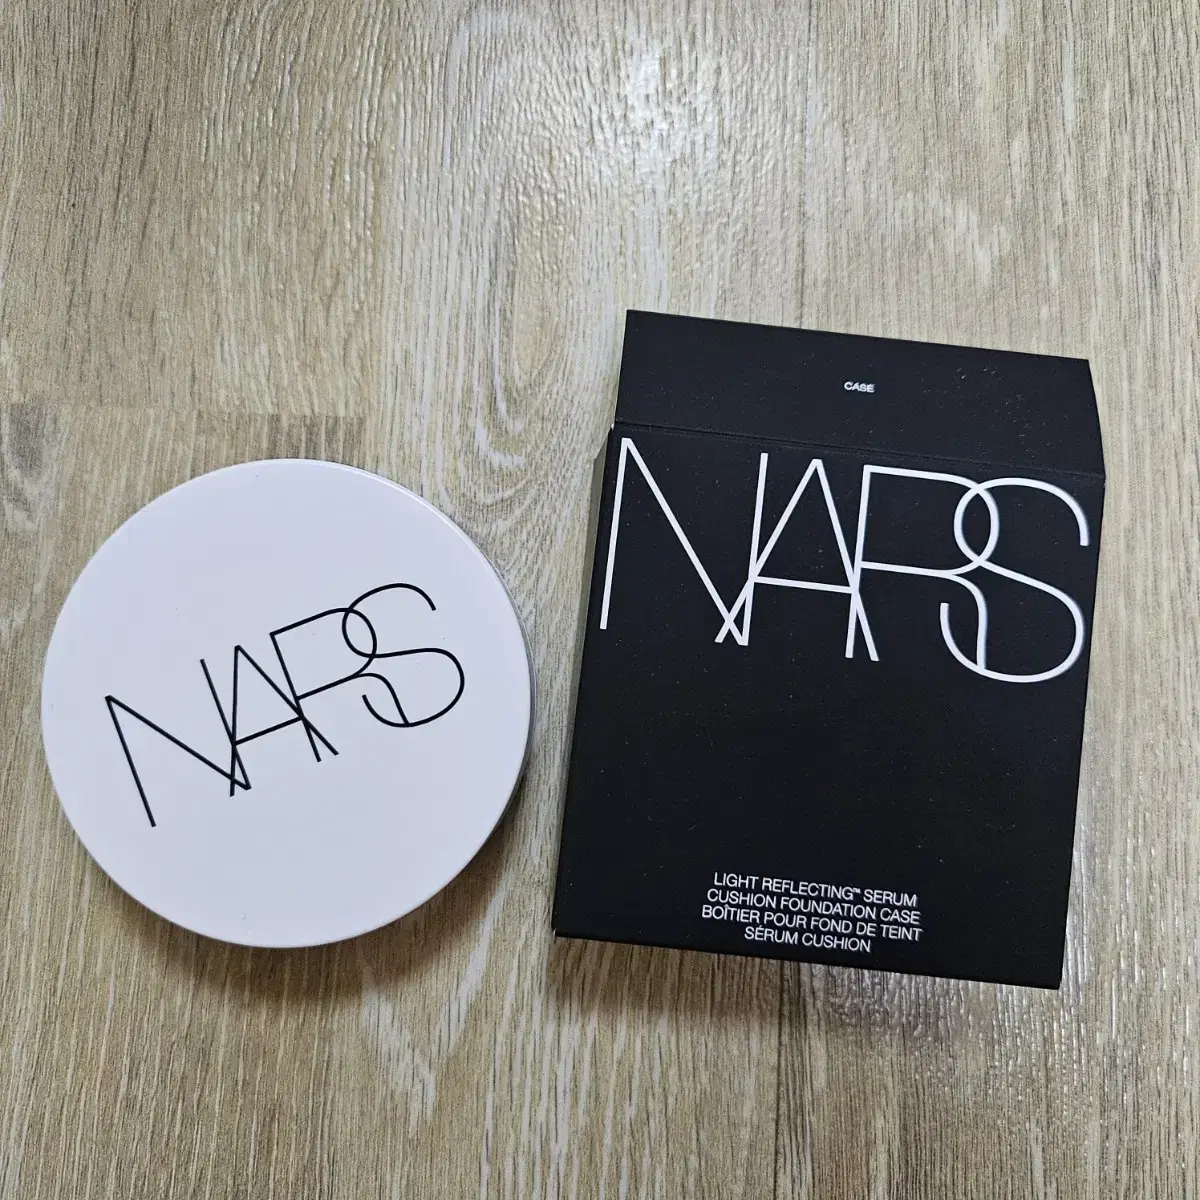 NARS
CASE
NARS
LIGHT REFLECTING™ SERUM
CUSHION FOUNDATION CASE
BOÎTIER POUR FOND DE TEINT
SÉRUM CUSHION